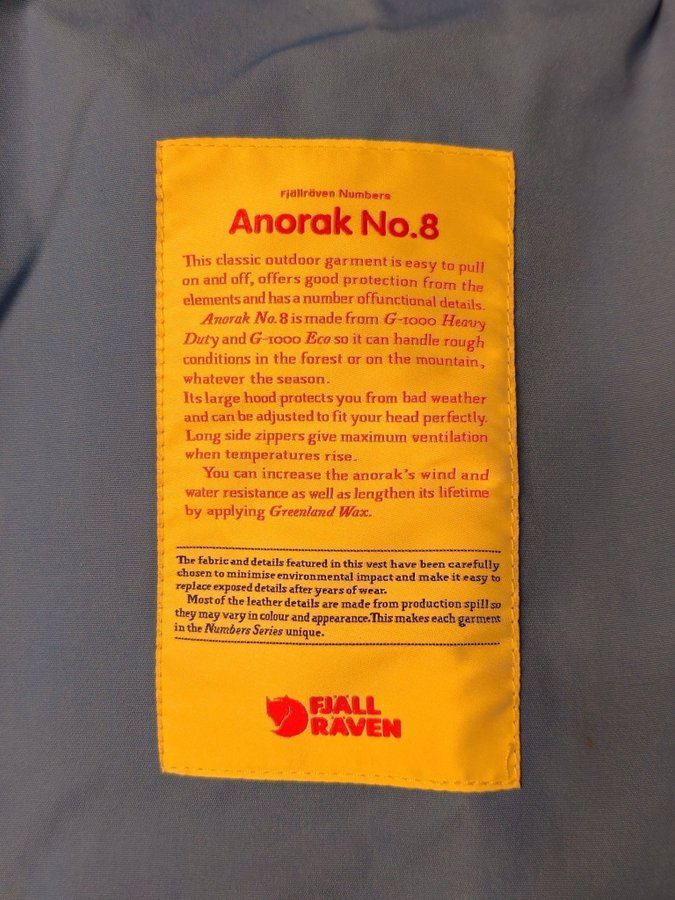 Fjällräven Numbers
Anorak No.8
This classic outdoor garment is easy to pull
on and off, offers good protection from the
elements and has a number of functional details.
Anorak No.8 is made from G-1000 Heavy
Duty and G-1000 Eco so it can handle rough
conditions in the forest or on the mountain,
whatever the season.
Its large hood protects you from bad weather
and can be adjusted to fit your head perfectly.
Long side zippers give maximum ventilation
when temperatures rise.
You can increase the anorak's wind and
water resistance as well as lengthen its lifetime
by applying Greenland Wax.
The fabric and details featured in this vest have been carefully
chosen to minimise environmental impact and make it easy to
replace exposed details after years of wear.
Most of the leather details are made from production spill so
they may vary in colour and appearance.This makes each garment
in the Numbers Series unique.
FJÄLL
RÄVEN